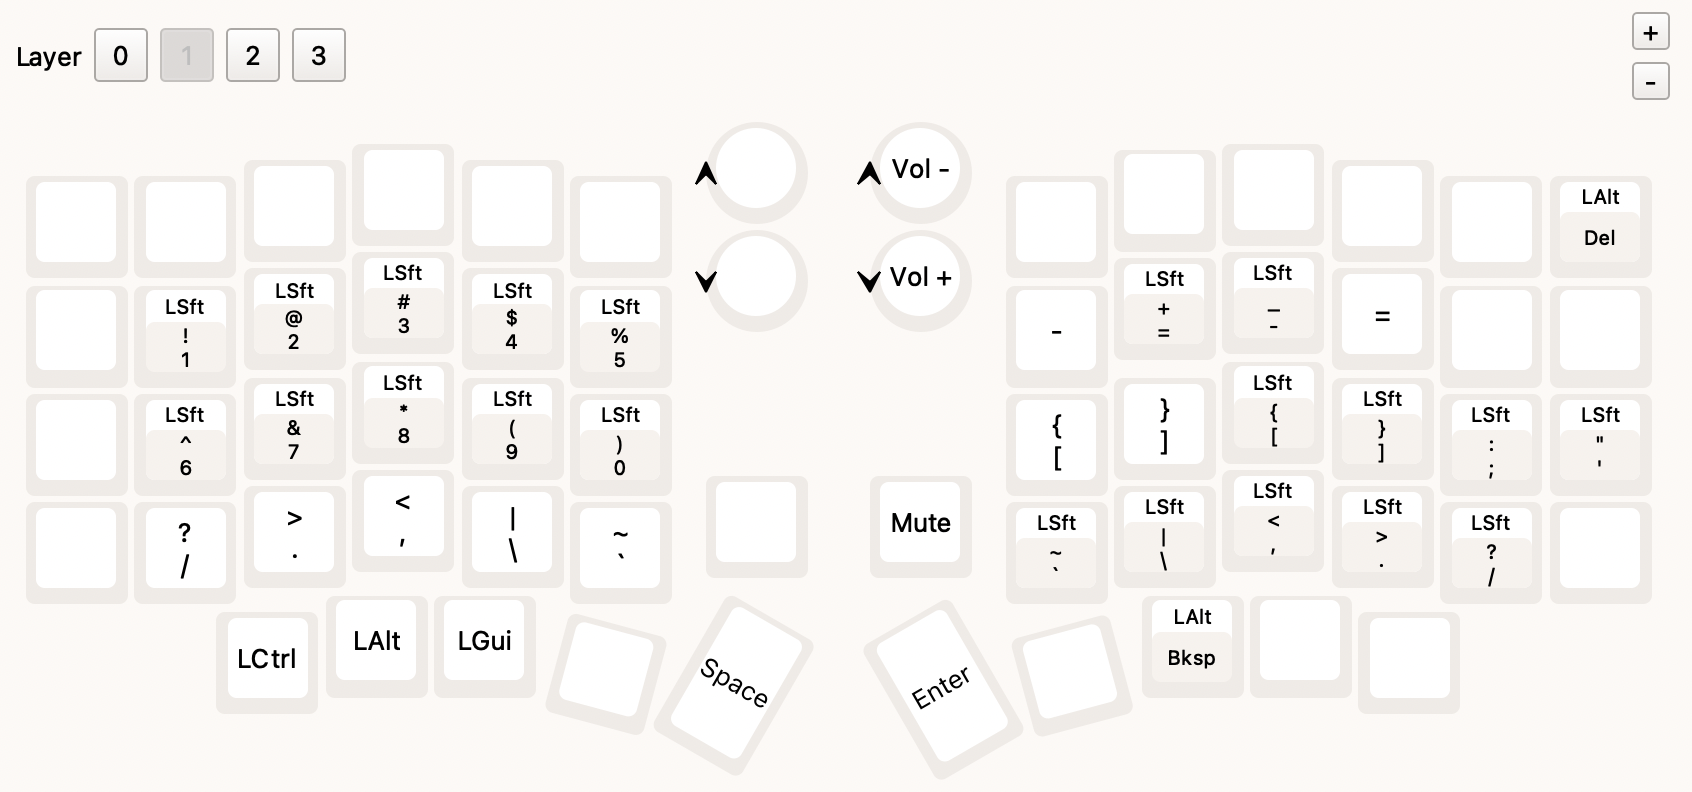 Layer 0 1 2 3
+
-
Vol -
LAlt
Del
Vol +
LSft
!
1
LSft
@
2
LSft
#
3
LSft
$
4
LSft
%
5
-
LSft
+
=
LSft
_
-
=
LSft
^
6
LSft
&
7
LSft
*
8
LSft
(
9
LSft
)
0
{
[
}
]
LSft
{
[
LSft
}
]
LSft
:
;
LSft
"
'
?
/
>
.
<
,
|
\
~
`
Mute
LSft
~
`
LSft
|
\
LSft
<
,
LSft
>
.
LSft
?
/
LCtrl
LAlt
LGui
Space
Enter
LAlt
Bksp